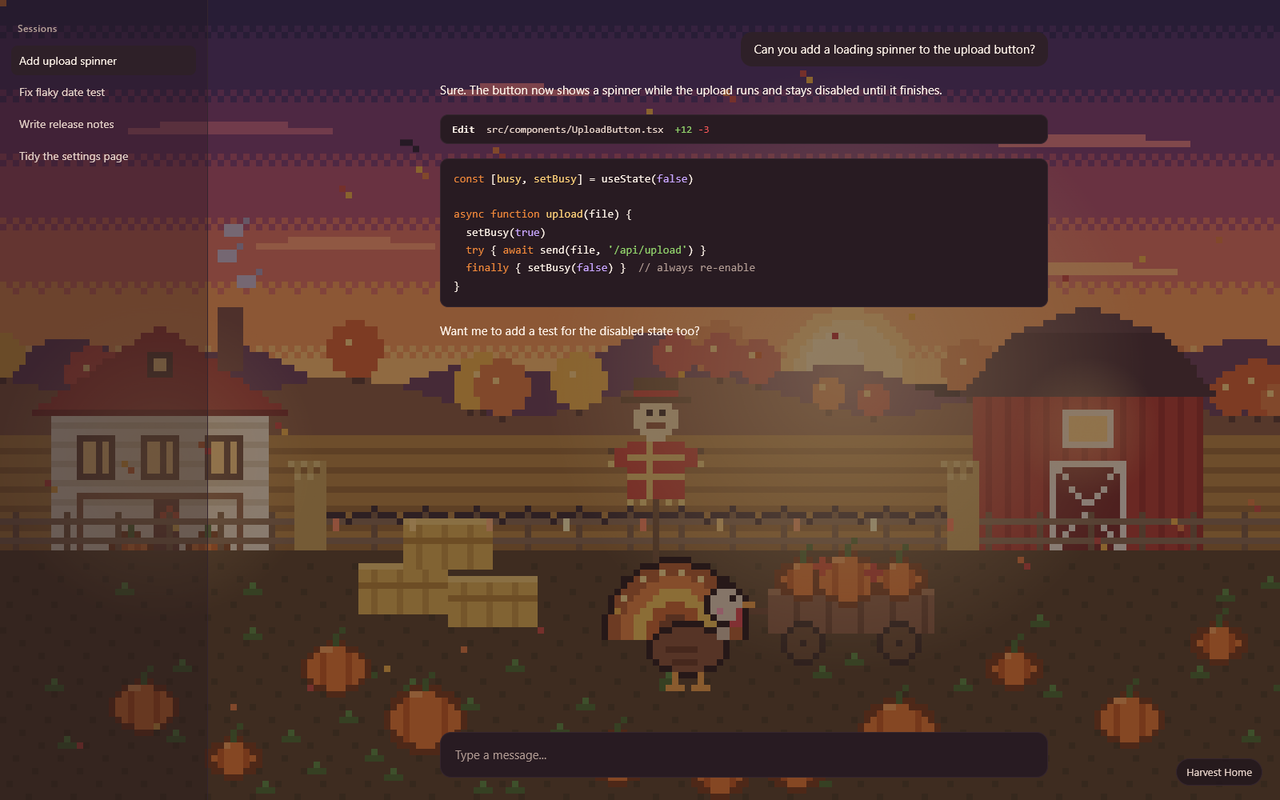 Sessions
Add upload spinner
Fix flaky date test
Write release notes
Tidy the settings page
Can you add a loading spinner to the upload button?
Sure. The button now shows a spinner while the upload runs and stays disabled until it finishes.
Edit src/components/UploadButton.tsx +12 -3
const [busy, setBusy] = useState(false)
async function upload(file) {
setBusy(true)
try { await send(file, '/api/upload') }
finally { setBusy(false) } // always re-enable
}
Want me to add a test for the disabled state too?
Type a message...
Harvest Home